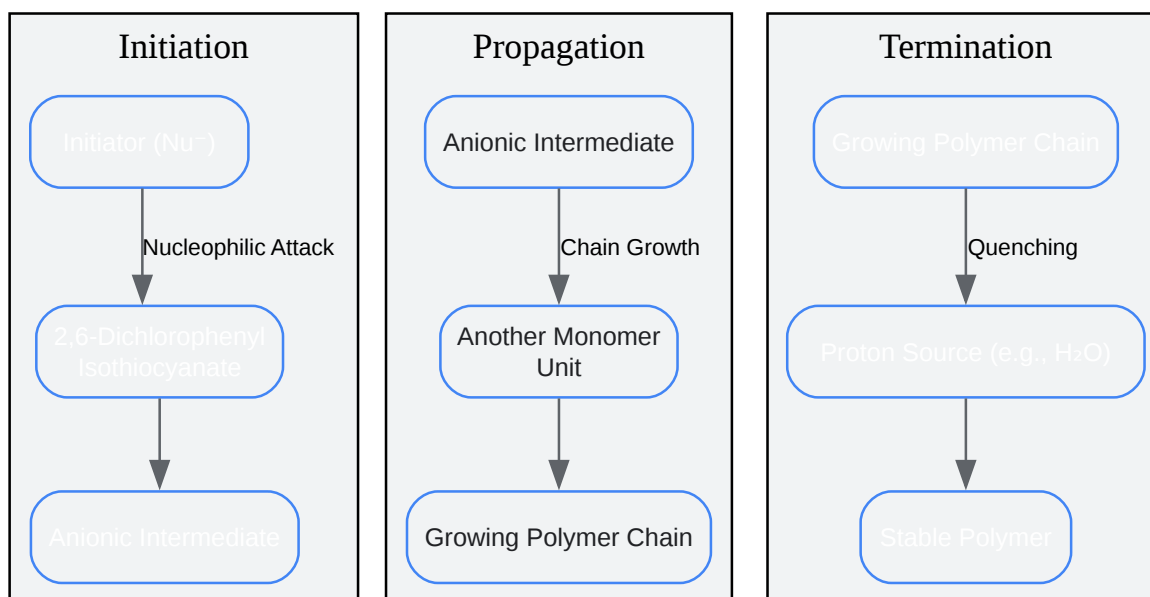 Initiation
Initiator (Nu⁻)
Nucleophilic Attack
2,6-Dichlorophenyl
Isothiocyanate
Anionic Intermediate
Propagation
Anionic Intermediate
Chain Growth
Another Monomer
Unit
Growing Polymer Chain
Termination
Growing Polymer Chain
Quenching
Proton Source (e.g., H₂O)
Stable Polymer